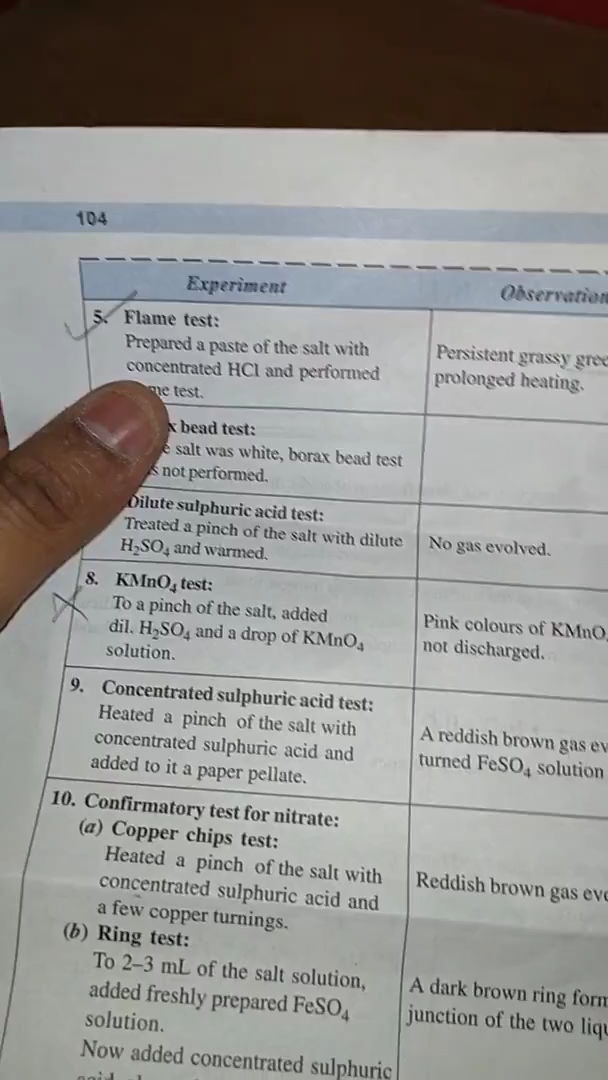 104
Experiment
Observation
5. Flame test:
Prepared a paste of the salt with
concentrated HCl and performed
test.
Persistent grassy
prolonged heating.
bead test:
salt was white, borax bead test
not performed.
Dilute sulphuric acid test:
Treated a pinch of the salt with dilute
H₂SO₄ and warmed.
No gas evolved.
8. KMnO₄ test:
To a pinch of the salt, added
dil. H₂SO₄ and a drop of KMnO₄
solution.
Pink colours of KMnO
not discharged.
9. Concentrated sulphuric acid test:
Heated a pinch of the salt with
concentrated sulphuric acid and
added to it a paper pellate.
A reddish brown gas
turned FeSO₄ solution
10. Confirmatory test for nitrate:
(a) Copper chips test:
Heated a pinch of the salt with
concentrated sulphuric acid and
a few copper turnings.
Reddish brown gas
(b) Ring test:
To 2–3 mL of the salt solution,
added freshly prepared FeSO₄
solution.
Now added concentrated sulphuric
A dark brown ring
junction of the two